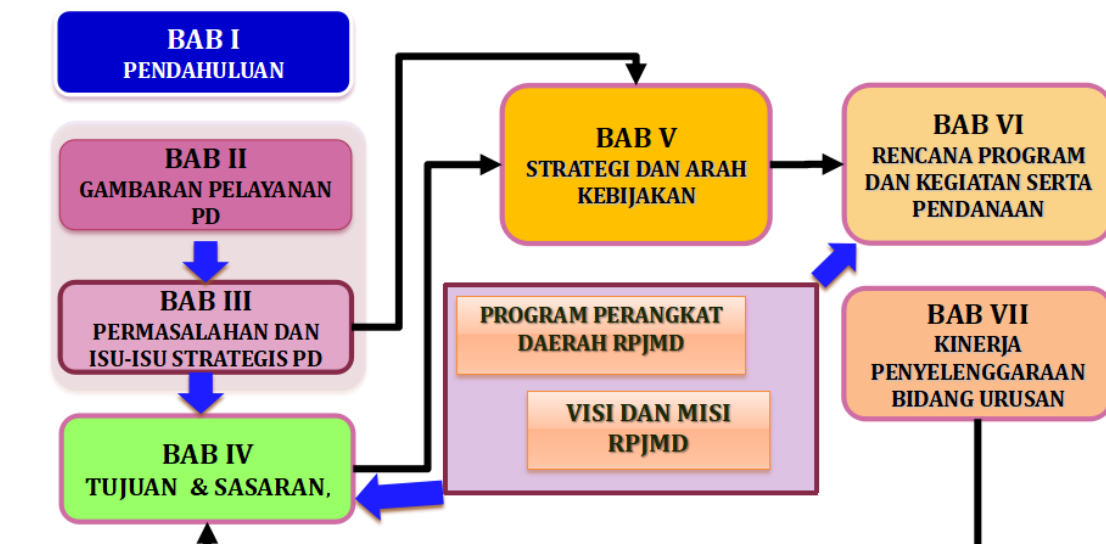 BAB I
PENDAHULUAN
BAB II
GAMBARAN PELAYANAN
PD
BAB III
PERMASALAHAN DAN
ISU-ISU STRATEGIS PD
BAB IV
TUJUAN & SASARAN,
BAB V
STRATEGI DAN ARAH
KEBIJAKAN
PROGRAM PERANGKAT
DAERAH RPJMD
VISI DAN MISI
RPJMD
BAB VI
RENCANA PROGRAM
DAN KEGIATAN SERTA
PENDANAAN
BAB VII
KINERJA
PENYELENGGARAAN
BIDANG URUSAN